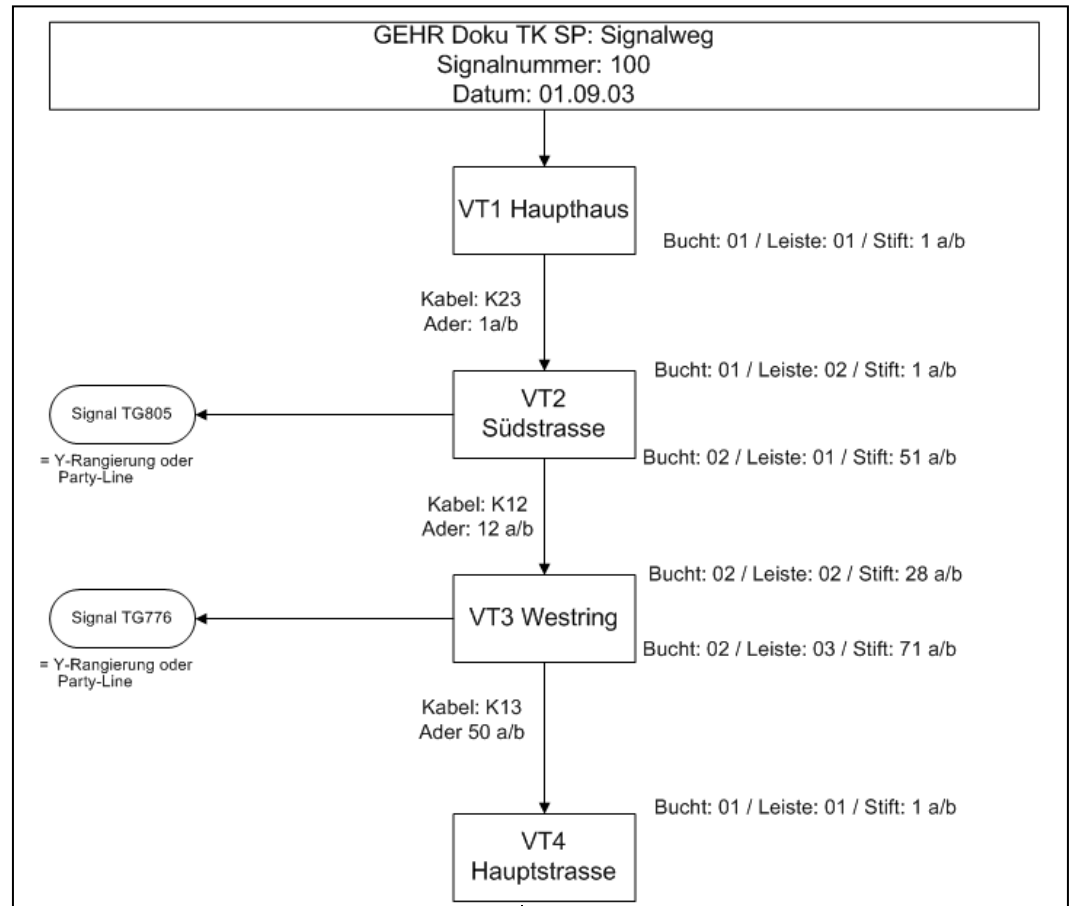 GEHR Doku TK SP: Signalweg
Signalnummer: 100
Datum: 01.09.03
VT1 Haupthaus
Bucht: 01 / Leiste: 01 / Stift: 1 a/b
Kabel: K23
Ader: 1a/b
Bucht: 01 / Leiste: 02 / Stift: 1 a/b
VT2
Südstrasse
Signal TG805
= Y-Rangierung oder
Party-Line
Bucht: 02 / Leiste: 01 / Stift: 51 a/b
Kabel: K12
Ader: 12 a/b
Bucht: 02 / Leiste: 02 / Stift: 28 a/b
VT3 Westring
Signal TG776
= Y-Rangierung oder
Party-Line
Bucht: 02 / Leiste: 03 / Stift: 71 a/b
Kabel: K13
Ader 50 a/b
Bucht: 01 / Leiste: 01 / Stift: 1 a/b
VT4
Hauptstrasse